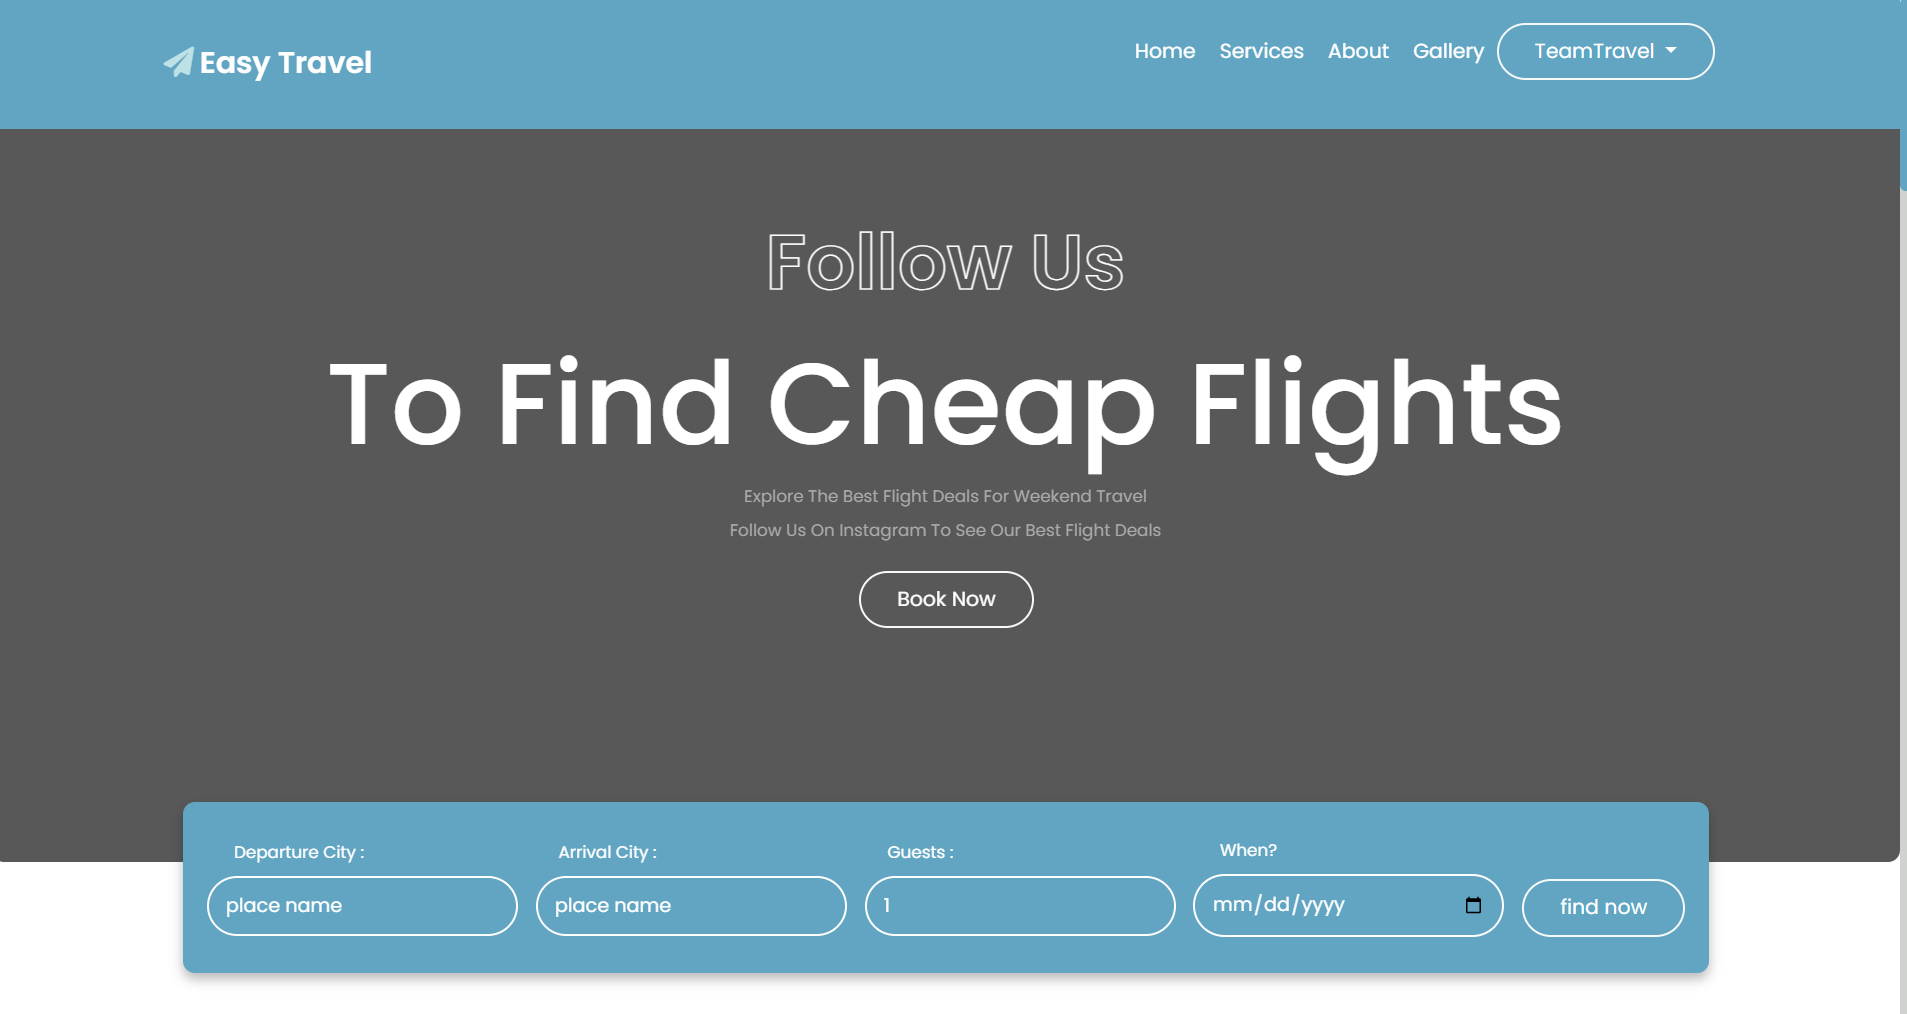 Easy Travel
Home Services About Gallery TeamTravel
Follow Us
To Find Cheap Flights
Explore The Best Flight Deals For Weekend Travel
Follow Us On Instagram To See Our Best Flight Deals
Book Now
Departure City : Arrival City : Guests : When?
place name place name 1 mm/dd/yyyy find now